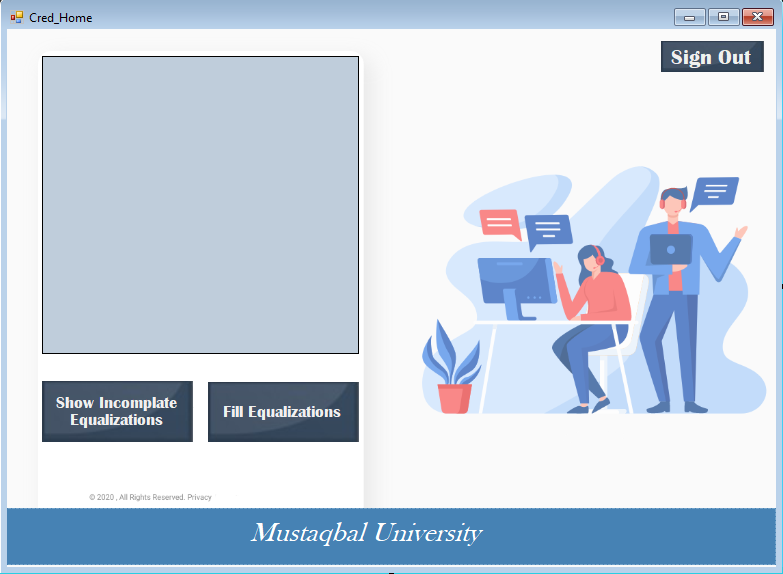 Cred_Home
Sign Out
Show Incomplate
Equalizations
Fill Equalizations
© 2020 , All Rights Reserved. Privacy
Mustaqbal University